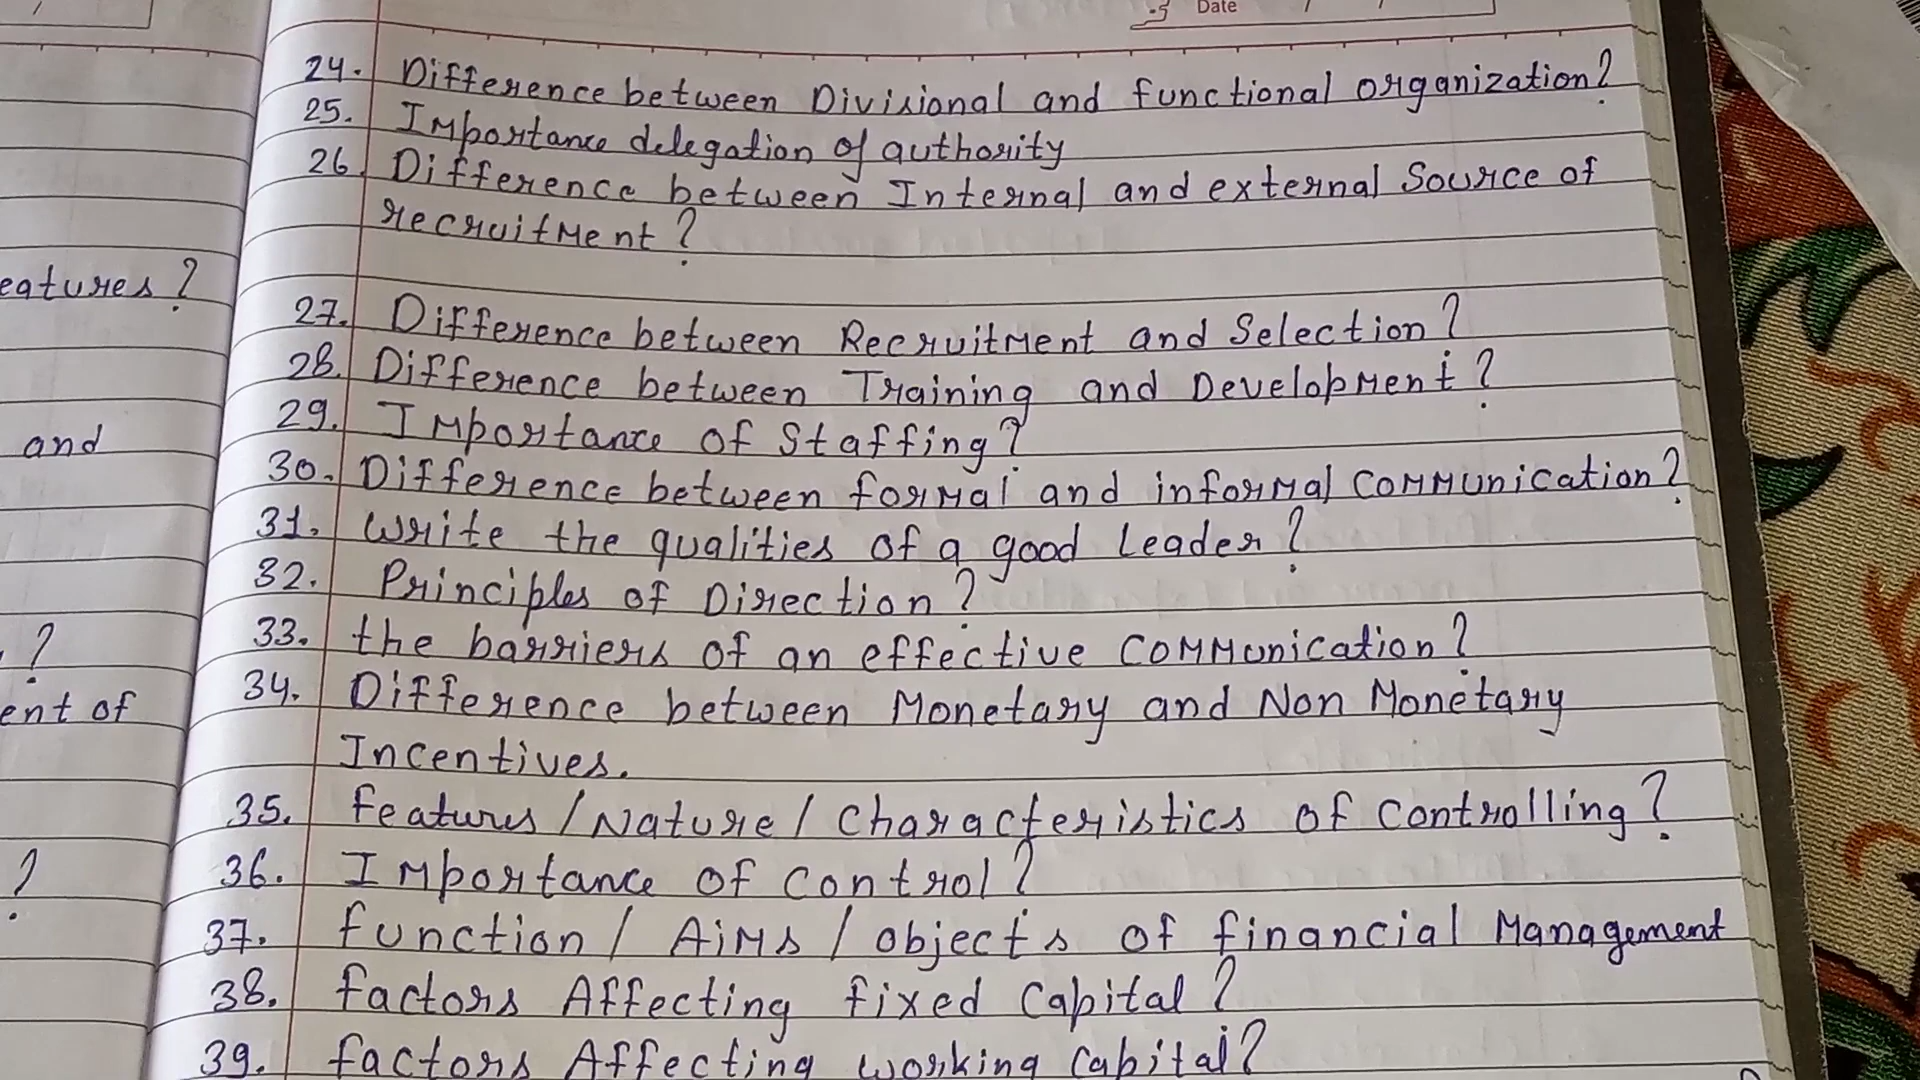 Date / /
24. Difference between Divisional and functional organization?
25. Importance delegation of authority
26. Difference between Internal and external Source of
recruitment?
eatures?
27. Difference between Recruitment and Selection?
28. Difference between Training and Development?
29. Importance of Staffing?
and
30. Difference between formal and informal Communication?
31. Write the qualities of a good Leader?
32. Principles of Direction?
33. the barriers of an effective Communication?
?
34. Difference between Monetary and Non Monetary
ent of
Incentives.
35. Features / Nature / Characteristics of Controlling?
36. Importance of Control?
?
37. Function / Aims / objects of financial Management
38. factors Affecting fixed Capital?
39. factors Affecting working Capital?